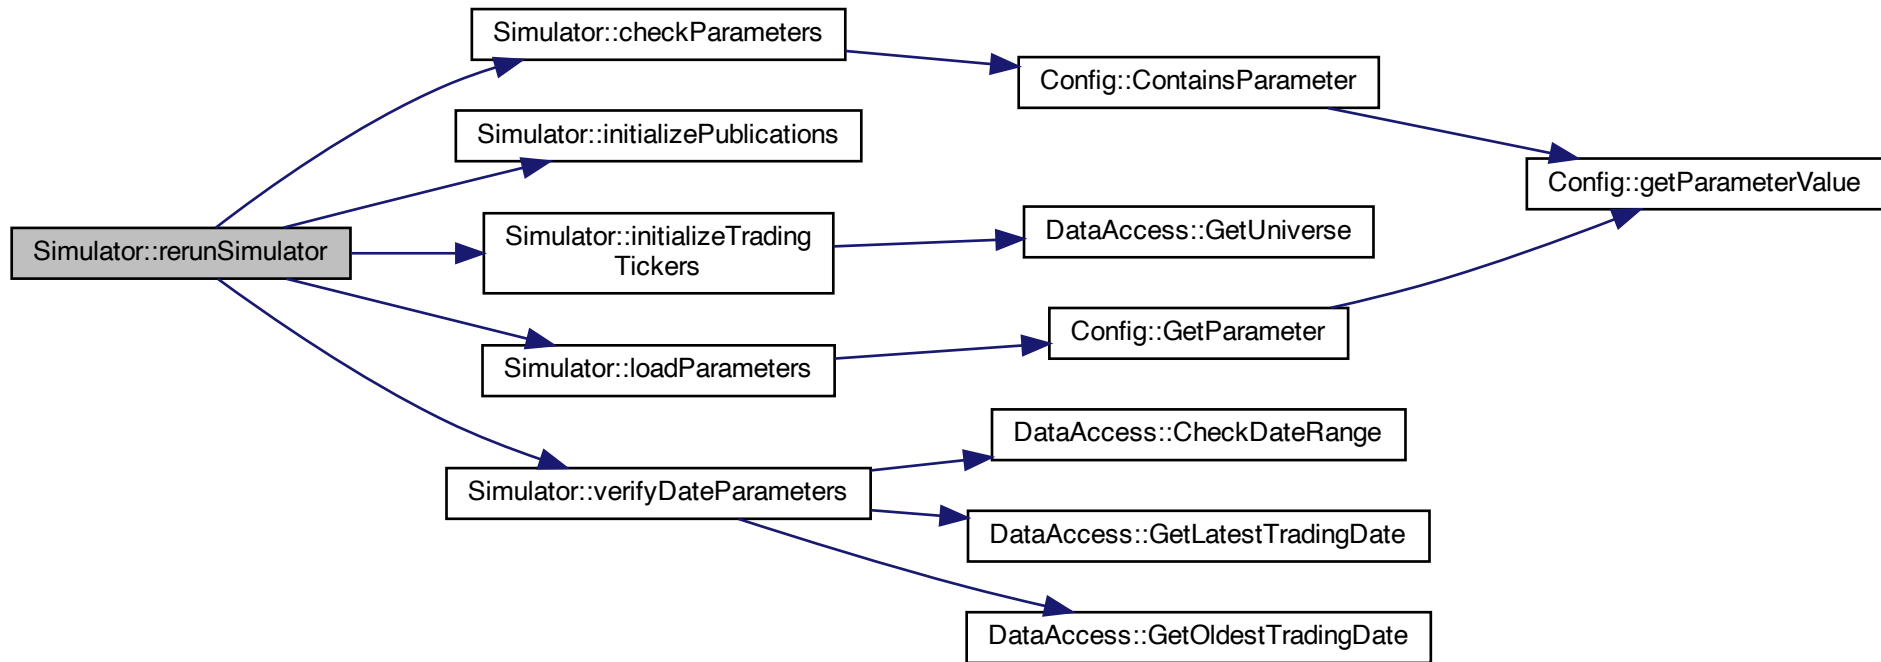 Simulator::rerunSimulator
Simulator::checkParameters
Simulator::initializePublications
Simulator::initializeTrading
Tickers
Simulator::loadParameters
Simulator::verifyDateParameters
Config::ContainsParameter
DataAccess::GetUniverse
Config::GetParameter
DataAccess::CheckDateRange
DataAccess::GetLatestTradingDate
DataAccess::GetOldestTradingDate
Config::getParameterValue